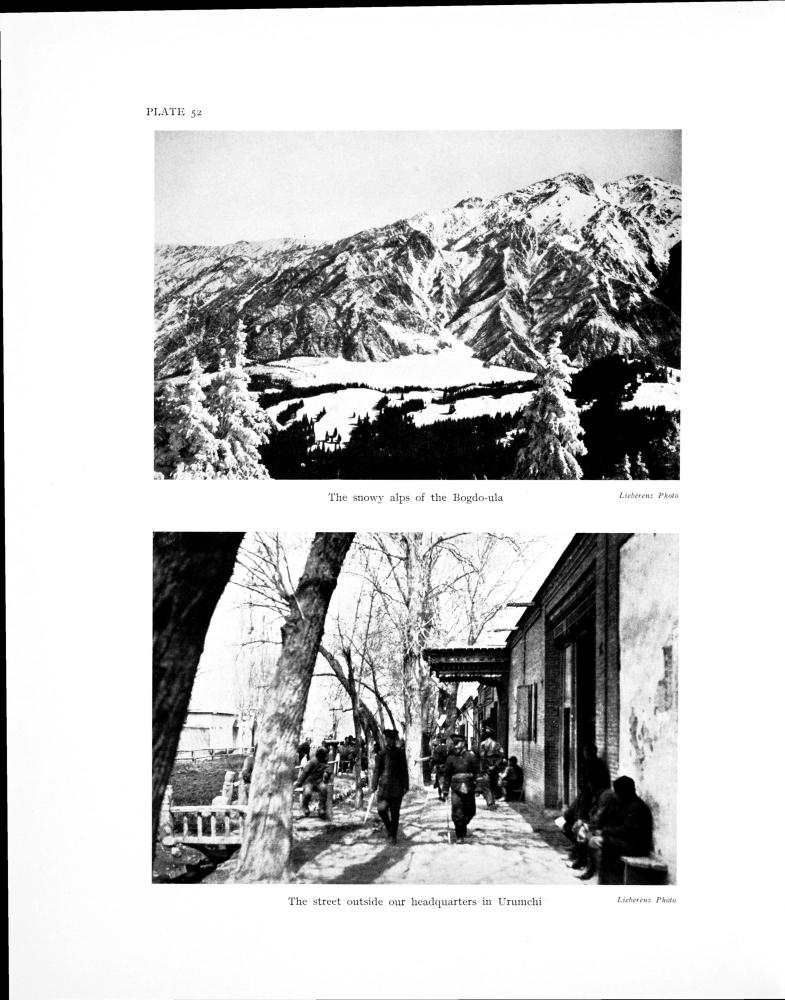 PLATE 52
The snowy alps of the Bogdo-ula
Lieberenz Photo
The street outside our headquarters in Urumchi
Lieberenz Photo